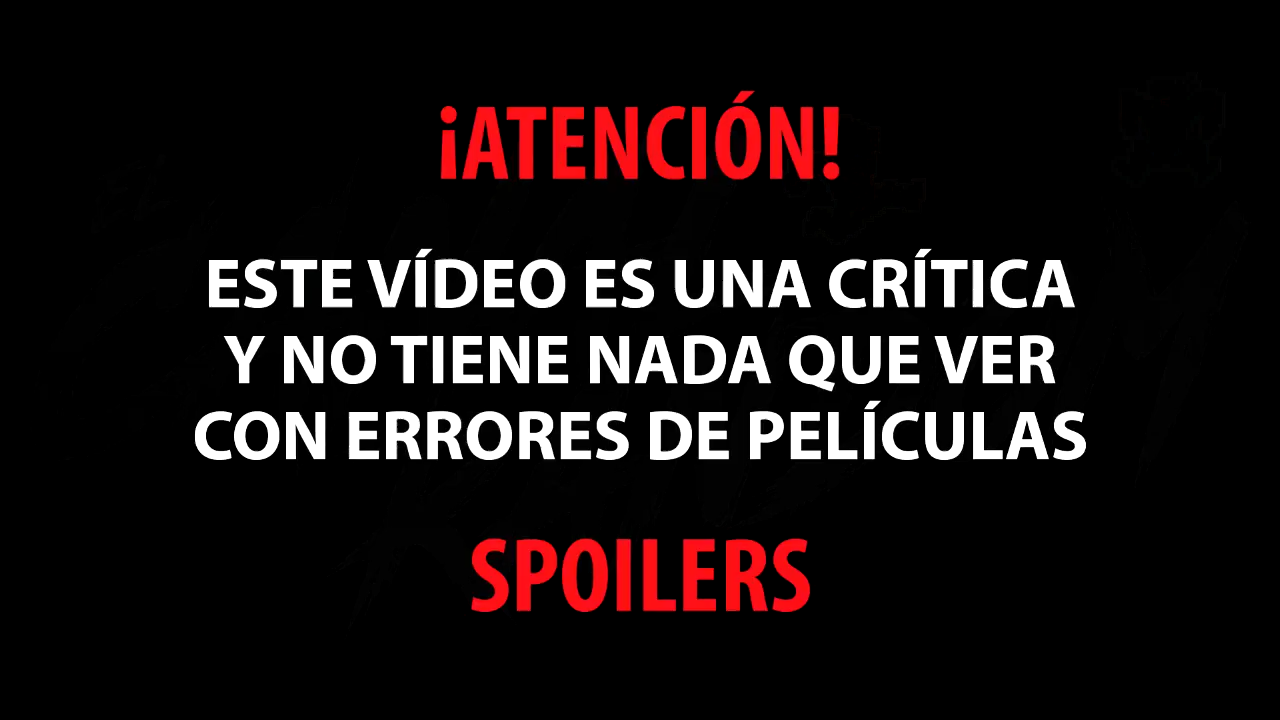 ¡ATENCIÓN!
ESTE VÍDEO ES UNA CRÍTICA
Y NO TIENE NADA QUE VER
CON ERRORES DE PELÍCULAS
SPOILERS